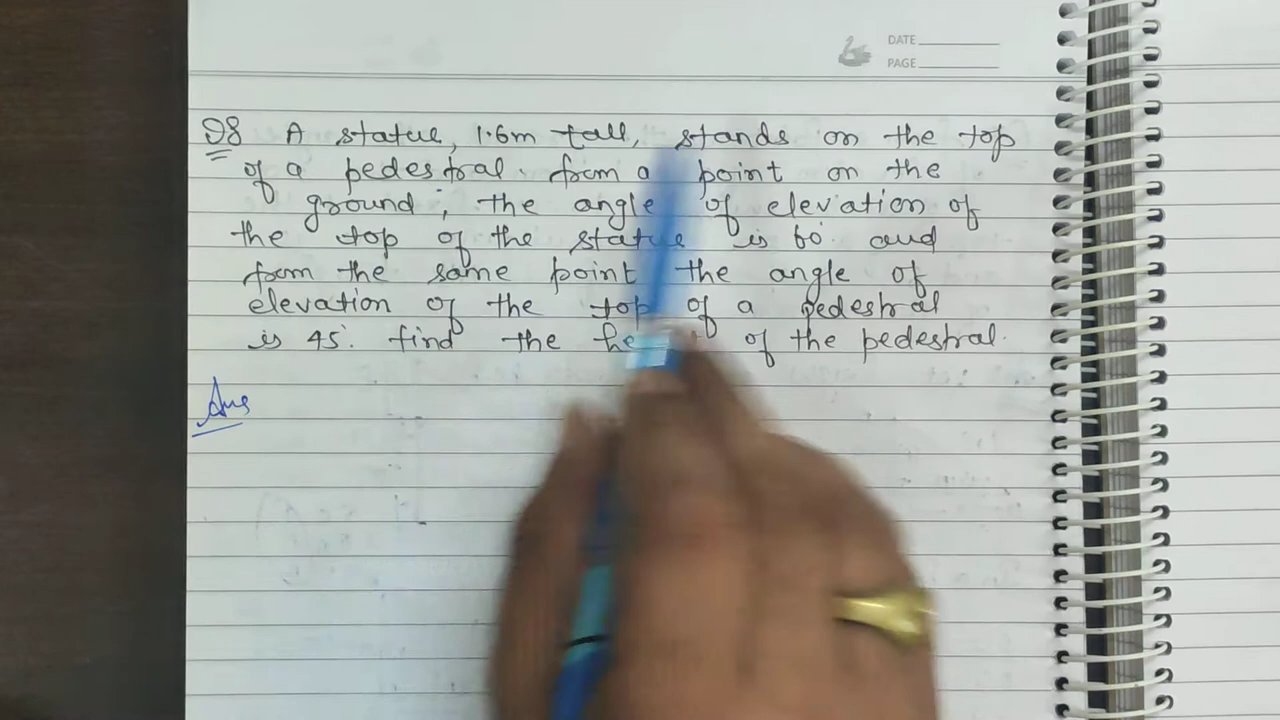 DATE
PAGE
Q8 A statue, 1.6m tall, stands on the top
of a pedestral. from a point on the
ground, the angle of elevation of
the top of the statue is 60° and
from the same point the angle of
elevation of the top of a pedestral
is 45°. find the of the pedestral.
Ans